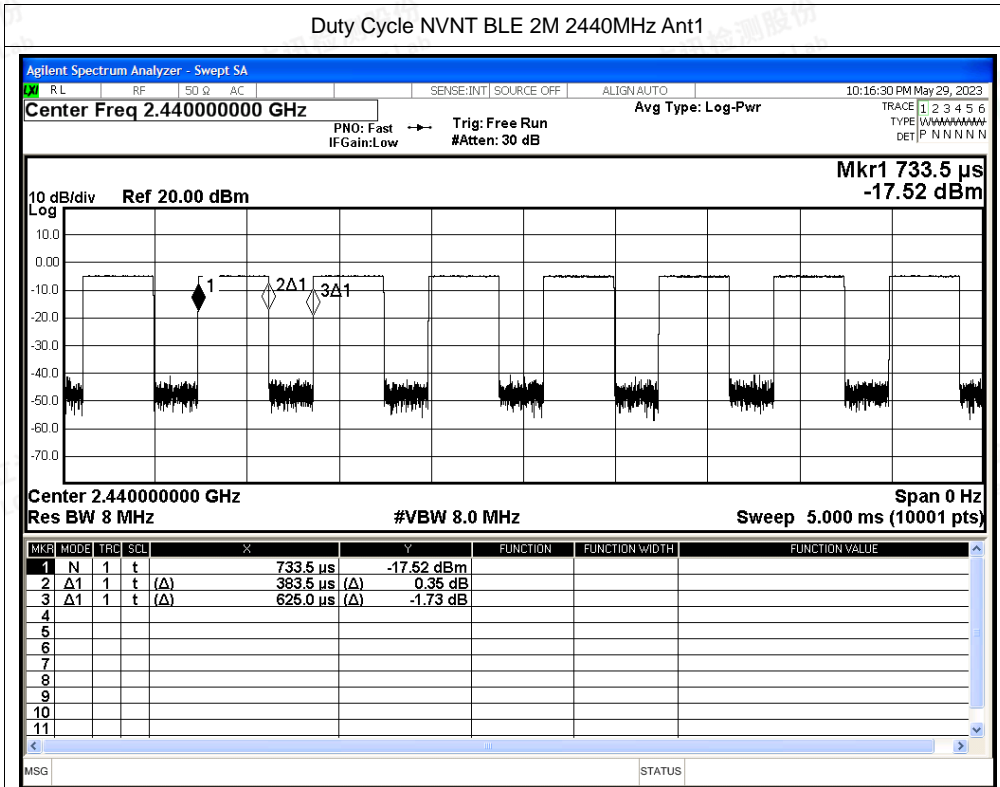 Duty Cycle NVNT BLE 2M 2440MHz Ant1
Agilent Spectrum Analyzer - Swept SA
LXI RL RF 50 Ω AC SENSE:INT SOURCE OFF ALIGN AUTO 10:16:30 PM May 29, 2023
Center Freq 2.440000000 GHz Avg Type: Log-Pwr TRACE 1 2 3 4 5 6
PNO: Fast Trig: Free Run TYPE WWWWWW
IFGain:Low #Atten: 30 dB DET P N N N N N
Mkr1 733.5 µs
10 dB/div Ref 20.00 dBm -17.52 dBm
Log
10.0
0.00
-10.0 1 2Δ1 3Δ1
-20.0
-30.0
-40.0
-50.0
-60.0
-70.0
Center 2.440000000 GHz Span 0 Hz
Res BW 8 MHz #VBW 8.0 MHz Sweep 5.000 ms (10001 pts)
MKR MODE TRC SCL X Y FUNCTION FUNCTION WIDTH FUNCTION VALUE
1 N 1 t 733.5 µs -17.52 dBm
2 Δ1 1 t (Δ) 383.5 µs (Δ) 0.35 dB
3 Δ1 1 t (Δ) 625.0 µs (Δ) -1.73 dB
4
5
6
7
8
9
10
11
MSG STATUS